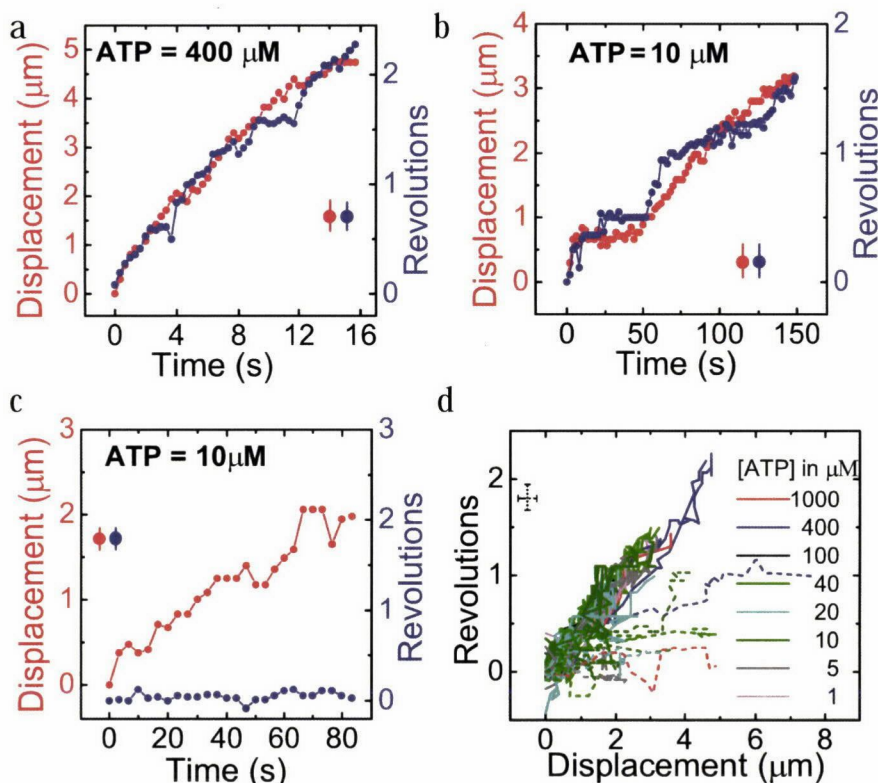 a
ATP = 400 μM
Displacement (μm)
5
4
3
2
1
0
Revolutions
2
1
0
0 4 8 12 16
Time (s)
b
ATP = 10 μM
Displacement (μm)
4
3
2
1
0
Revolutions
2
1
0
0 50 100 150
Time (s)
c
ATP = 10μM
Displacement (μm)
3
2
1
0
Revolutions
3
2
1
0
0 20 40 60 80
Time (s)
d
Revolutions
2
1
0
[ATP] in μM
1000
400
100
40
20
10
5
1
0 2 4 6 8
Displacement (μm)